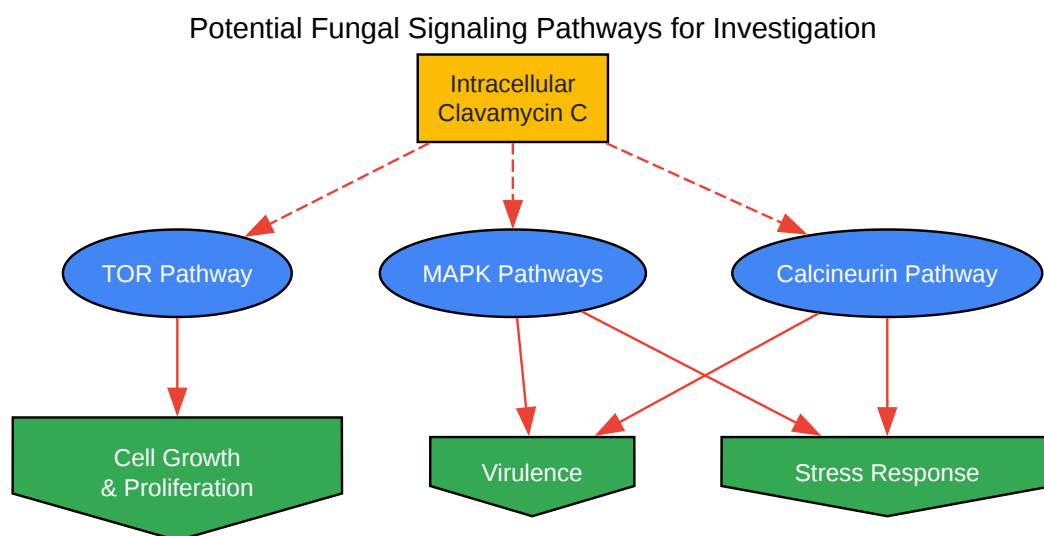 Potential Fungal Signaling Pathways for Investigation
Intracellular
Clavamycin C
TOR Pathway
MAPK Pathways
Calcineurin Pathway
Cell Growth
& Proliferation
Virulence
Stress Response